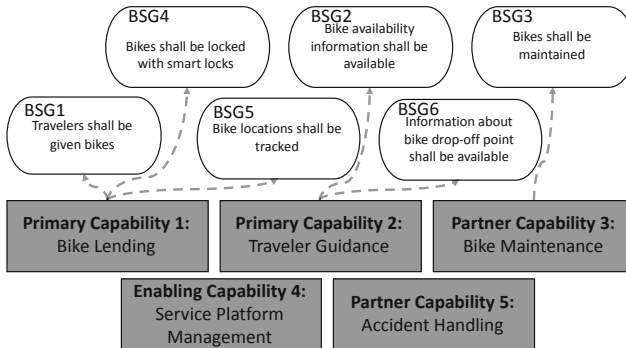 BSG4
Bikes shall be locked
with smart locks
BSG2
Bike availability
information shall be
available
BSG3
Bikes shall be
maintained
BSG1
Travelers shall be
given bikes
BSG5
Bike locations shall be
tracked
BSG6
Information about
bike drop-off point
shall be available
Primary Capability 1:
Bike Lending
Primary Capability 2:
Traveler Guidance
Partner Capability 3:
Bike Maintenance
Enabling Capability 4:
Service Platform
Management
Partner Capability 5:
Accident Handling